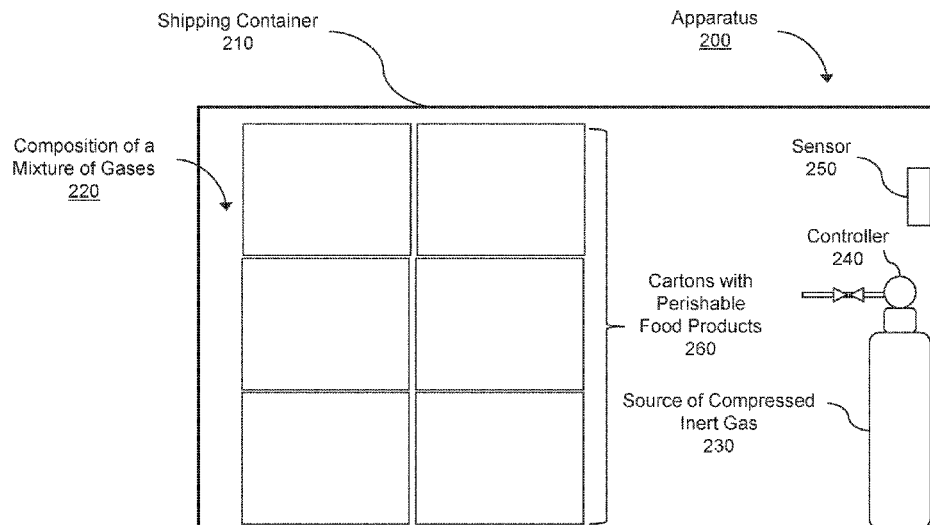 Shipping Container
210
Apparatus
200
Composition of a
Mixture of Gases
220
Sensor
250
Controller
240
Cartons with
Perishable
Food Products
260
Source of Compressed
Inert Gas
230